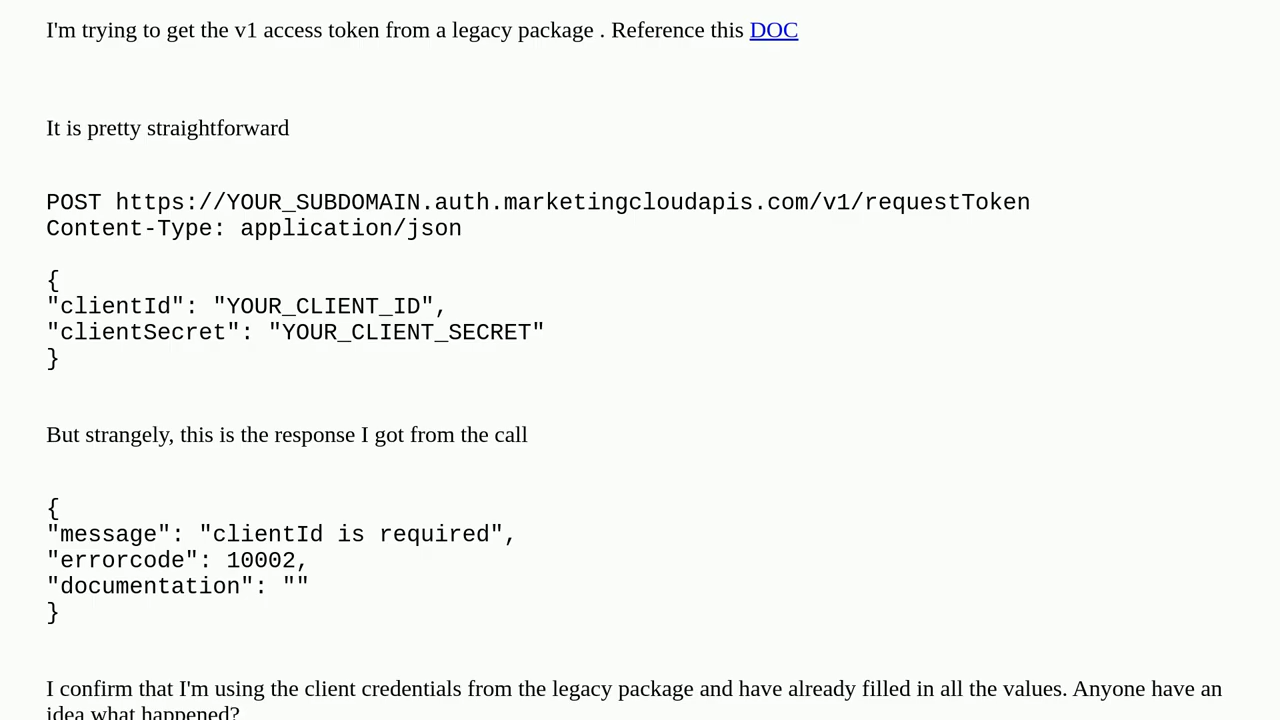 I'm trying to get the v1 access token from a legacy package . Reference this DOC
It is pretty straightforward
POST https://YOUR_SUBDOMAIN.auth.marketingcloudapis.com/v1/requestToken
Content-Type: application/json
{
"clientId": "YOUR_CLIENT_ID",
"clientSecret": "YOUR_CLIENT_SECRET"
}
But strangely, this is the response I got from the call
{
"message": "clientId is required",
"errorcode": 10002,
"documentation": ""
}
I confirm that I'm using the client credentials from the legacy package and have already filled in all the values. Anyone have an
idea what happened?